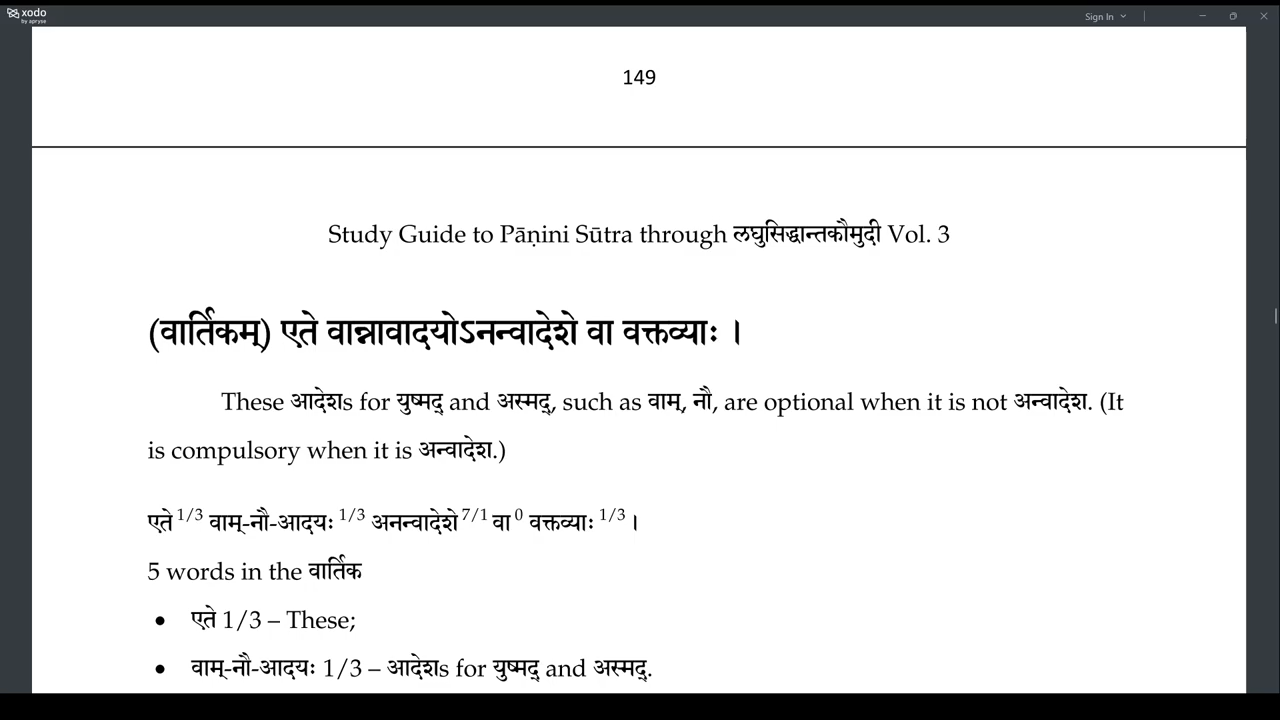 xodo
by apryse
Sign In
149
Study Guide to Pāṇini Sūtra through लघुसिद्धान्तकौमुदी Vol. 3
(वार्तिकम्) एते वान्नावादयोऽनन्वादेशे वा वक्तव्याः ।
These आदेशs for युष्मद् and अस्मद्, such as वाम्, नौ, are optional when it is not अन्वादेश. (It
is compulsory when it is अन्वादेश.)
एते 1/3 वाम्-नौ-आदयः 1/3 अनन्वादेशे 7/1 वा 0 वक्तव्याः 1/3 ।
5 words in the वार्तिक
• एते 1/3 – These;
• वाम्-नौ-आदयः 1/3 – आदेशs for युष्मद् and अस्मद्.